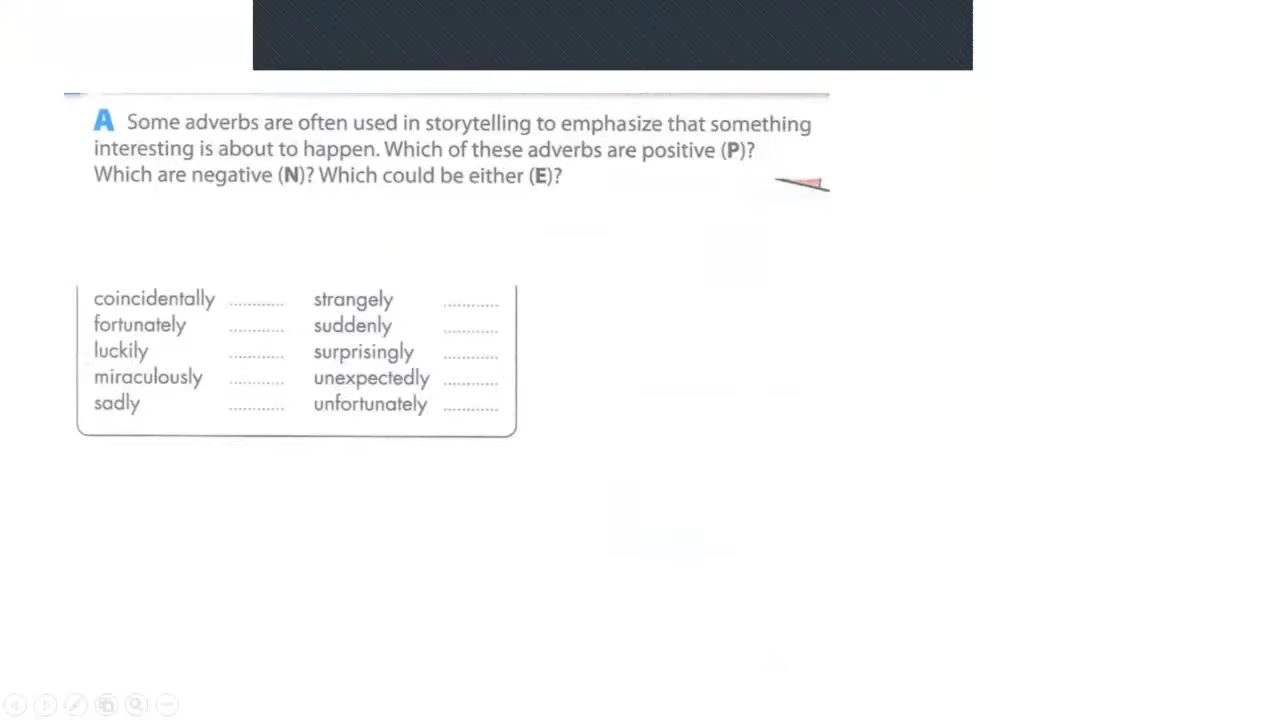 A Some adverbs are often used in storytelling to emphasize that something
interesting is about to happen. Which of these adverbs are positive (P)?
Which are negative (N)? Which could be either (E)?
coincidentally ............ strangely ............
fortunately ............ suddenly ............
luckily ............ surprisingly ............
miraculously ............ unexpectedly ............
sadly ............ unfortunately ............